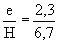 e/H = 2,3/6,7